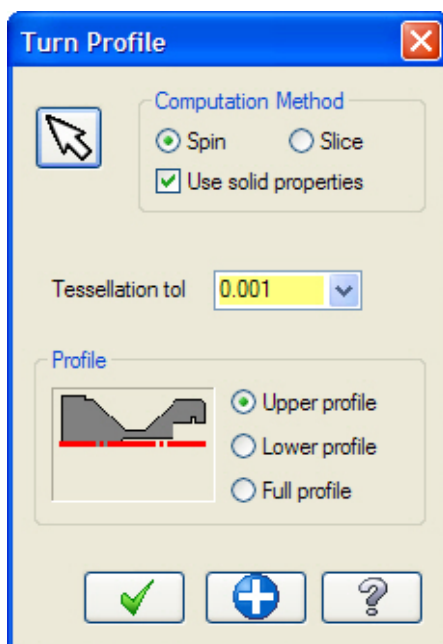 Turn Profile
Computation Method
Spin Slice
Use solid properties
Tessellation tol 0.001
Profile
Upper profile
Lower profile
Full profile